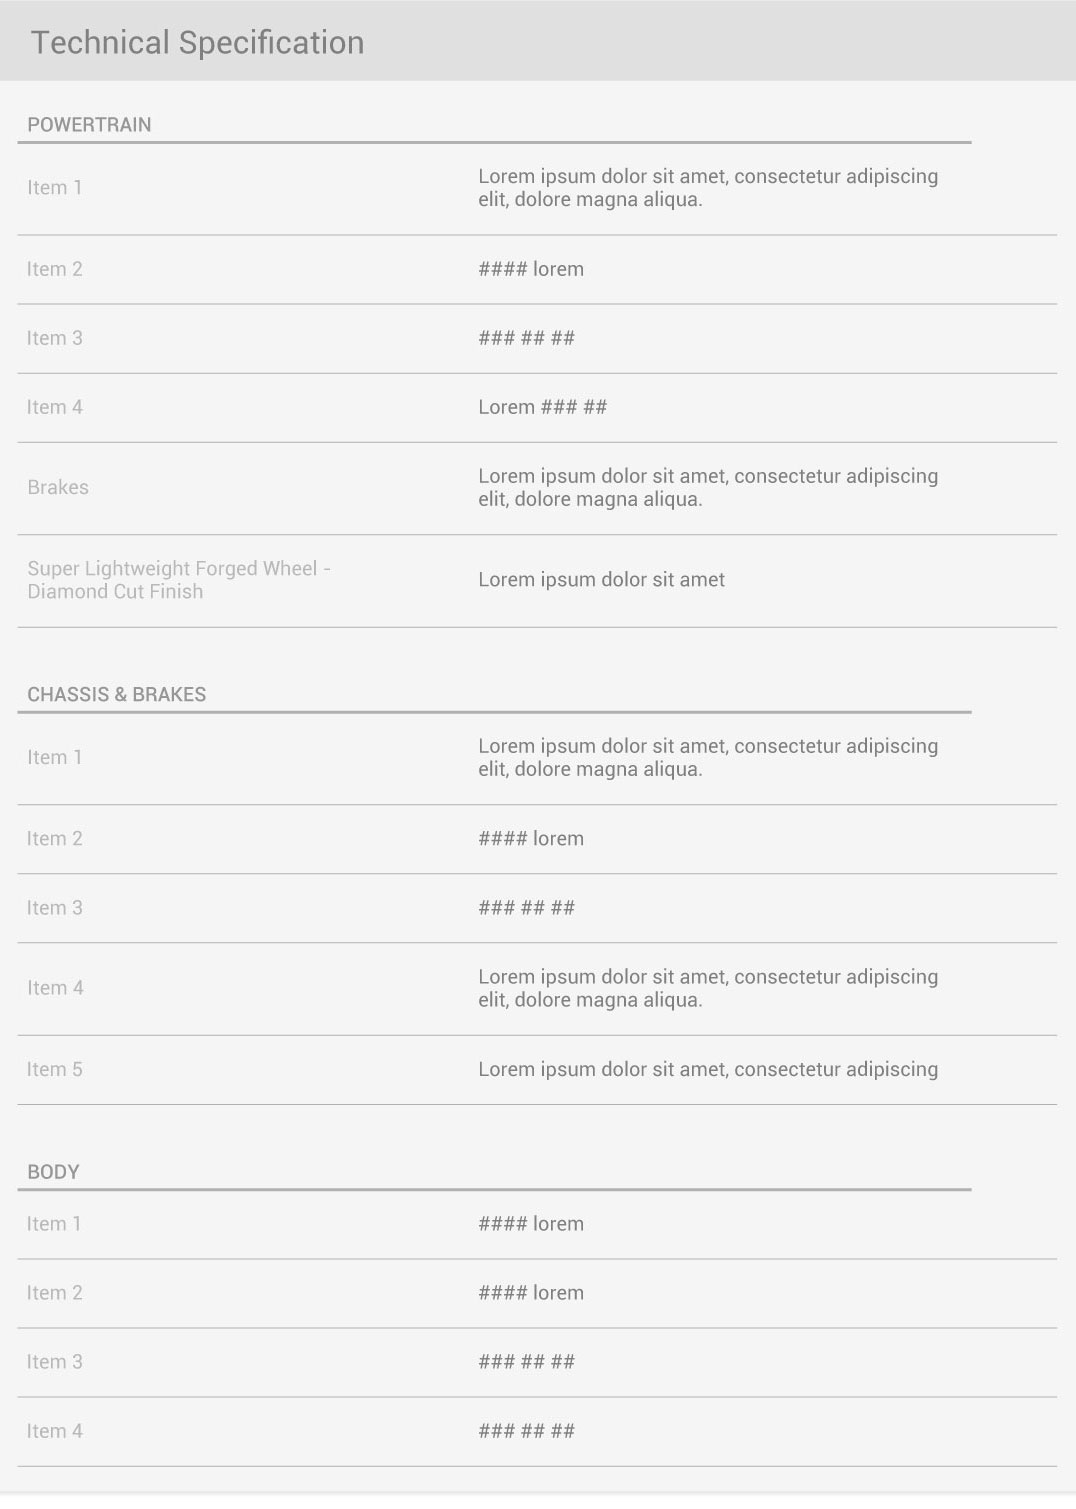 Technical Specification
POWERTRAIN
Item 1
Lorem ipsum dolor sit amet, consectetur adipiscing
elit, dolore magna aliqua.
Item 2
#### lorem
Item 3
### ## ##
Item 4
Lorem ### ##
Brakes
Lorem ipsum dolor sit amet, consectetur adipiscing
elit, dolore magna aliqua.
Super Lightweight Forged Wheel -
Diamond Cut Finish
Lorem ipsum dolor sit amet
CHASSIS & BRAKES
Item 1
Lorem ipsum dolor sit amet, consectetur adipiscing
elit, dolore magna aliqua.
Item 2
#### lorem
Item 3
### ## ##
Item 4
Lorem ipsum dolor sit amet, consectetur adipiscing
elit, dolore magna aliqua.
Item 5
Lorem ipsum dolor sit amet, consectetur adipiscing
BODY
Item 1
#### lorem
Item 2
#### lorem
Item 3
### ## ##
Item 4
### ## ##